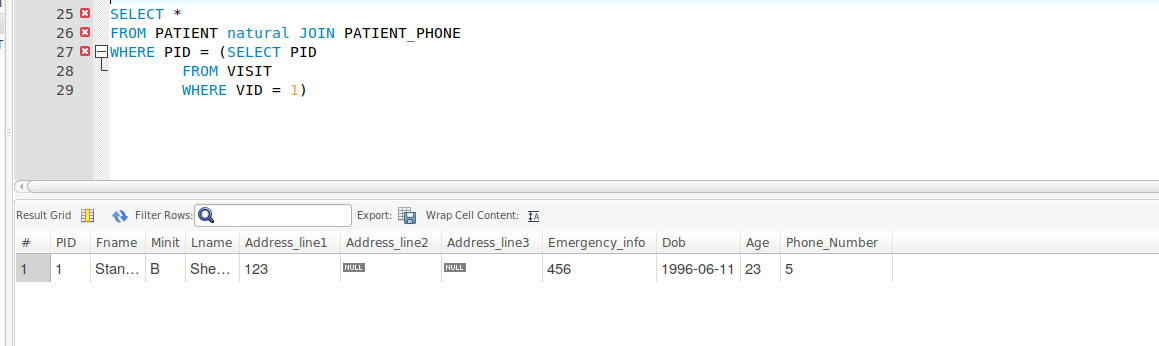 25 SELECT *
26 FROM PATIENT natural JOIN PATIENT_PHONE
27 WHERE PID = (SELECT PID
28 FROM VISIT
29 WHERE VID = 1)
Result Grid Filter Rows: Export: Wrap Cell Content:
# PID Fname Minit Lname Address_line1 Address_line2 Address_line3 Emergency_info Dob Age Phone_Number
1 1 Stan... B She... 123 NULL NULL 456 1996-06-11 23 5